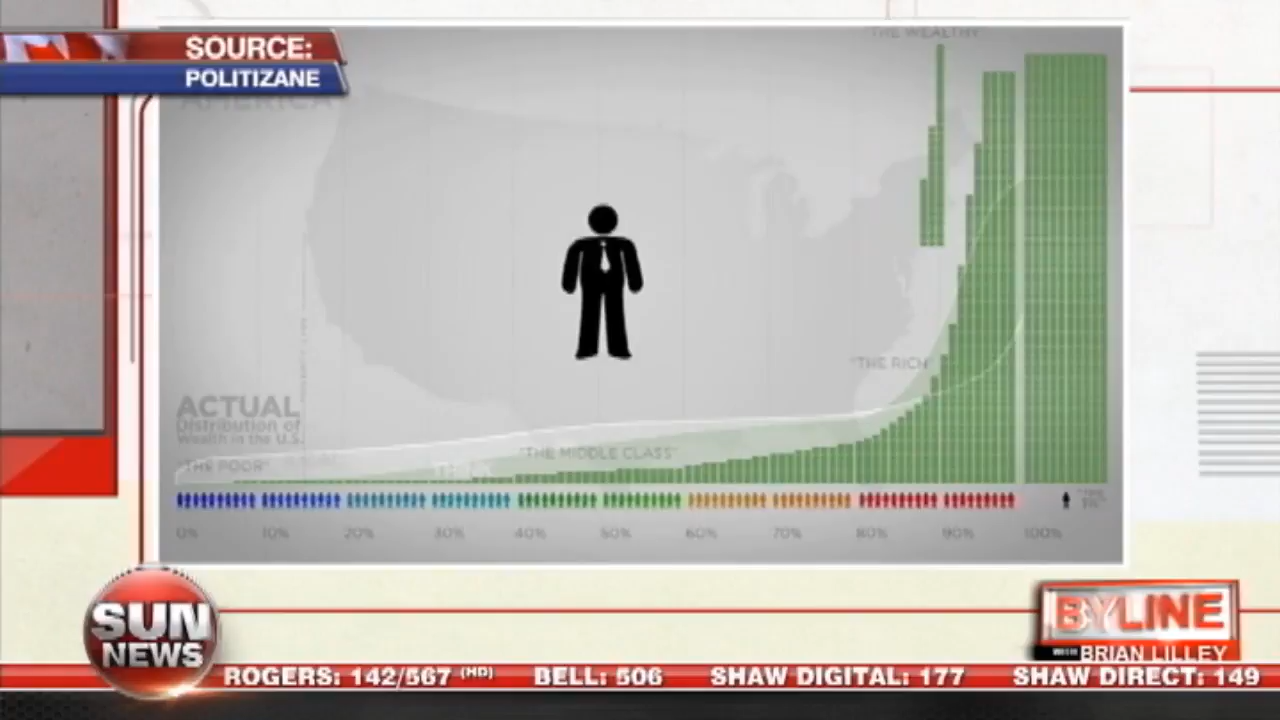 SOURCE:
POLITIZANE
AMERICA
"THE WEALTHY"
"THE RICH"
ACTUAL
Distribution of
Wealth in the U.S.
"THE MIDDLE CLASS"
"THE POOR"
0% 10% 20% 30% 40% 50% 60% 70% 80% 90% 100%
SUN
NEWS
BYLINE
WITH BRIAN LILLEY
ROGERS: 142/567 (HD) BELL: 506 SHAW DIGITAL: 177 SHAW DIRECT: 149